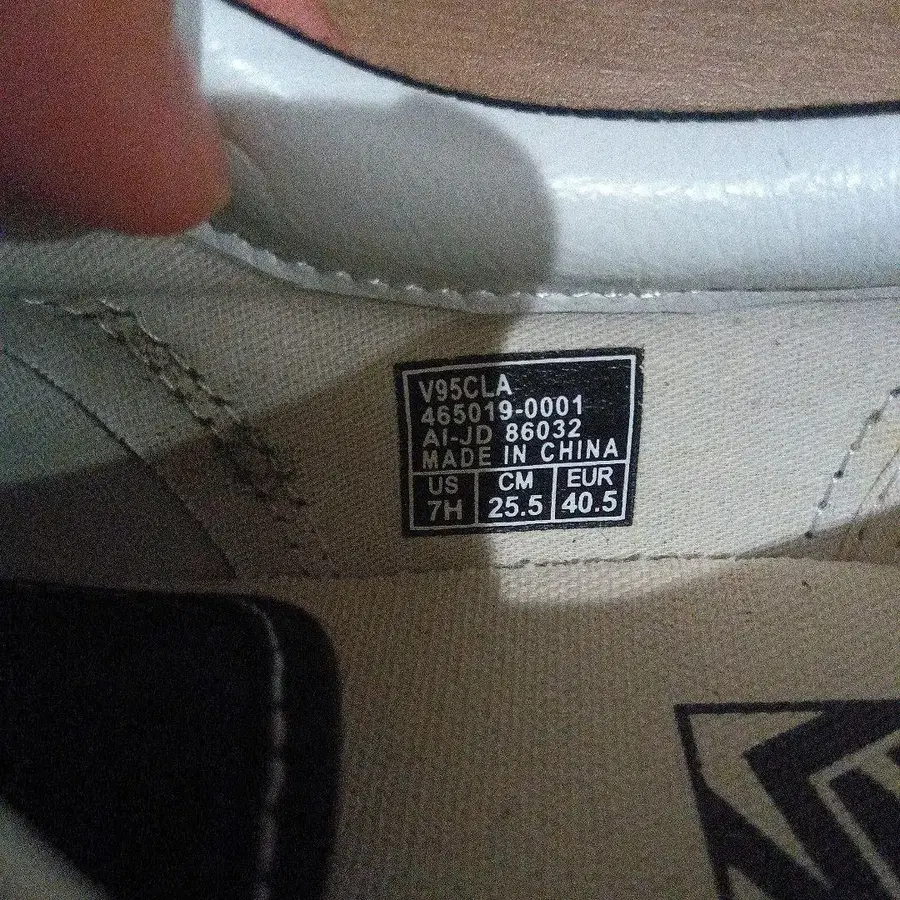 V95CLA
465019-0001
AI-JD 86032
MADE IN CHINA
US CM EUR
7H 25.5 40.5